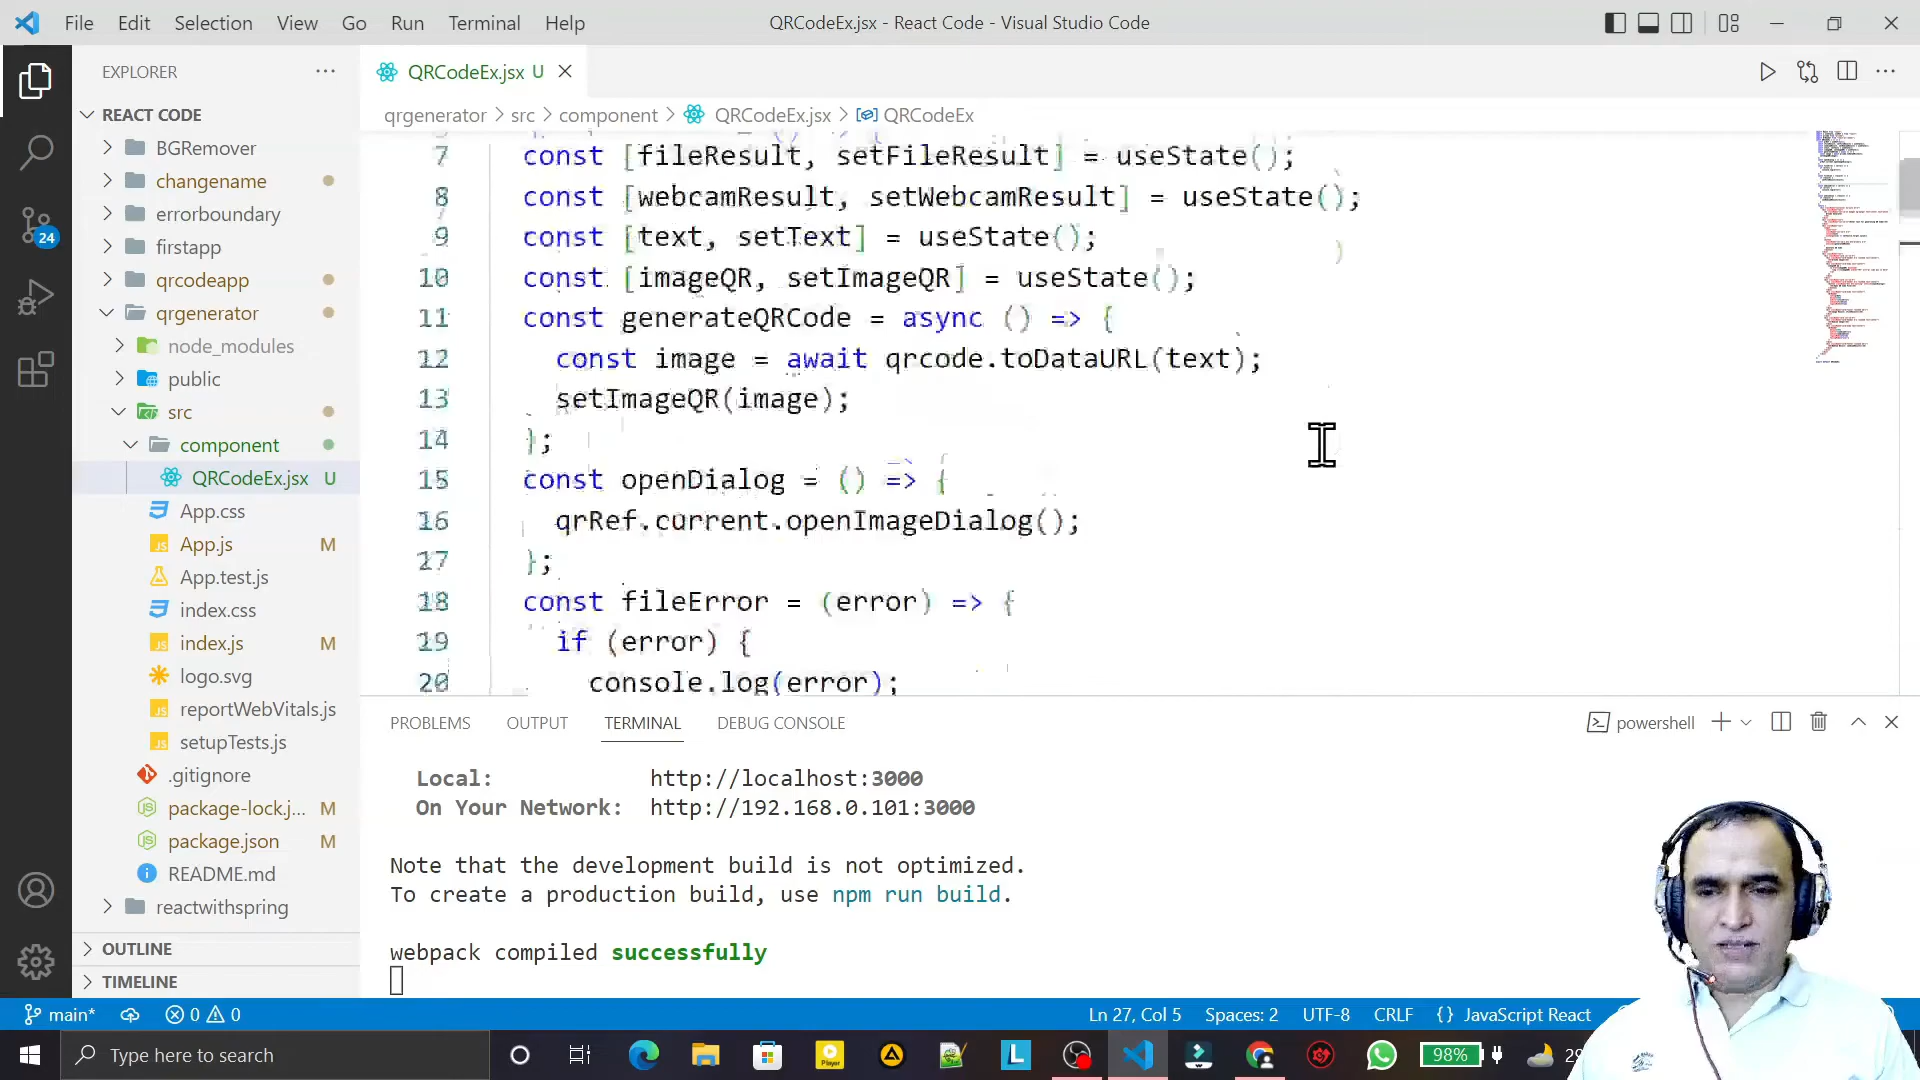 File Edit Selection View Go Run Terminal Help
QRCodeEx.jsx - React Code - Visual Studio Code
EXPLORER
REACT CODE
BGRemover
changename
errorboundary
firstapp
qrcodeapp
qrgenerator
node_modules
public
src
component
QRCodeEx.jsx U
App.css
App.js M
App.test.js
index.css
index.js M
logo.svg
reportWebVitals.js
setupTests.js
.gitignore
package-lock.j... M
package.json M
README.md
reactwithspring
OUTLINE
TIMELINE
24
QRCodeEx.jsx U
qrgenerator > src > component > QRCodeEx.jsx > QRCodeEx
7 const [fileResult, setFileResult] = useState();
8 const [webcamResult, setWebcamResult] = useState();
9 const [text, setText] = useState();
10 const [imageQR, setImageQR] = useState();
11 const generateQRCode = async () => {
12 const image = await qrcode.toDataURL(text);
13 setImageQR(image);
14 };
15 const openDialog = () => {
16 qrRef.current.openImageDialog();
17 };
18 const fileError = (error) => {
19 if (error) {
20 console.log(error);
PROBLEMS OUTPUT TERMINAL DEBUG CONSOLE
powershell
Local: http://localhost:3000
On Your Network: http://192.168.0.101:3000
Note that the development build is not optimized.
To create a production build, use npm run build.
webpack compiled successfully
main* 0 0
Ln 27, Col 5 Spaces: 2 UTF-8 CRLF {} JavaScript React
Type here to search
Player
L
98%